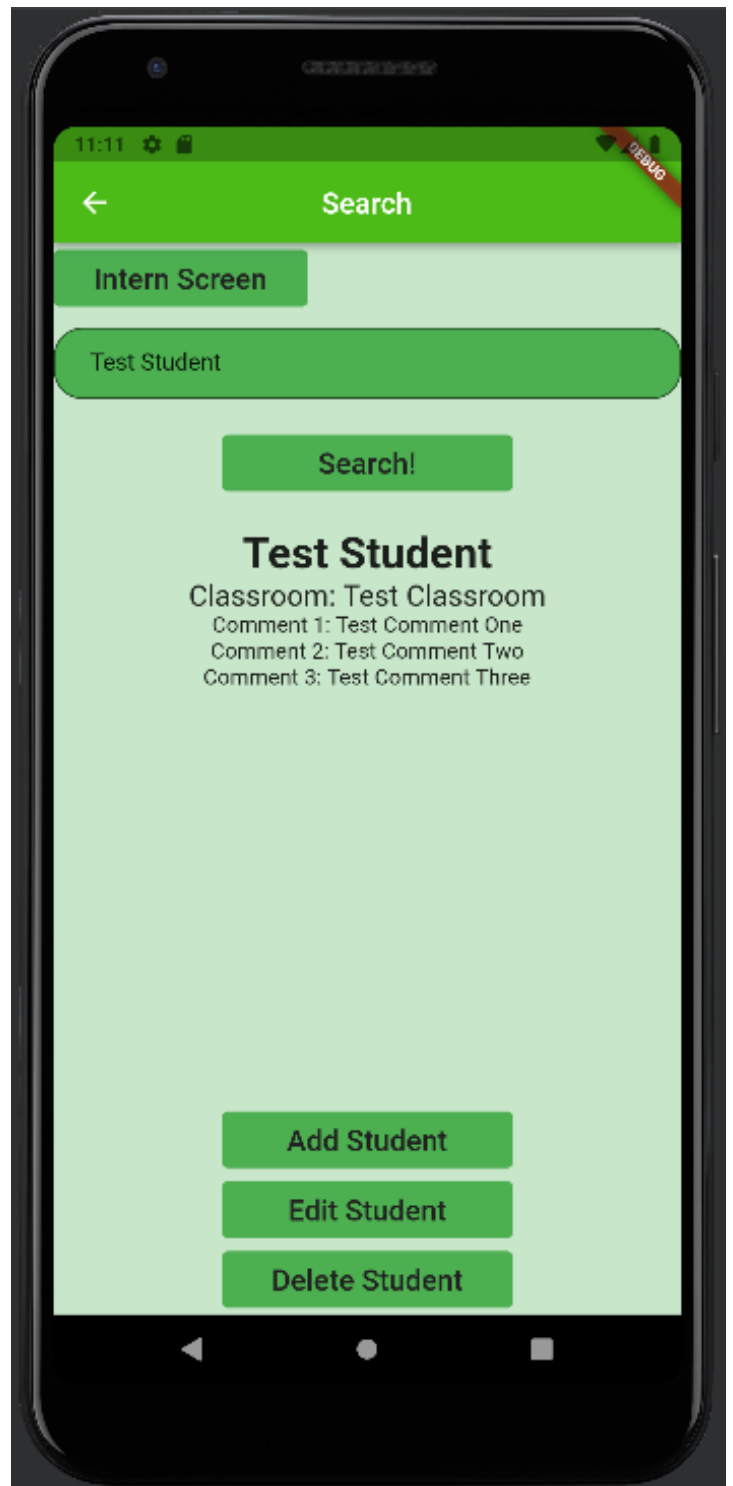 11:11
DEBUG
Search
Intern Screen
Test Student
Search!
Test Student
Classroom: Test Classroom
Comment 1: Test Comment One
Comment 2: Test Comment Two
Comment 3: Test Comment Three
Add Student
Edit Student
Delete Student